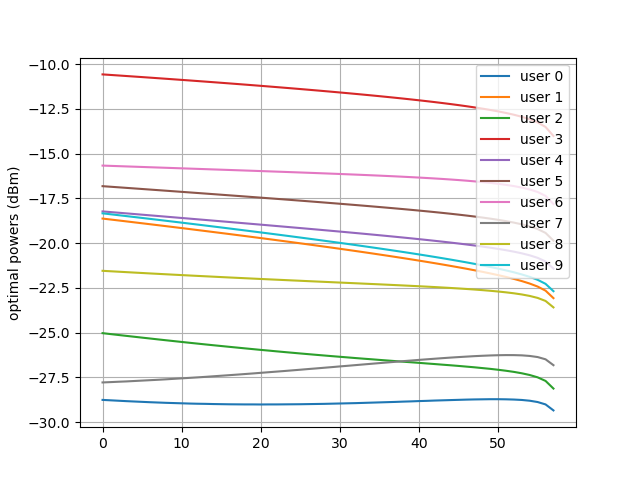 optimal powers (dBm)
−10.0
−12.5
−15.0
−17.5
−20.0
−22.5
−25.0
−27.5
−30.0
0 10 20 30 40 50
user 0
user 1
user 2
user 3
user 4
user 5
user 6
user 7
user 8
user 9